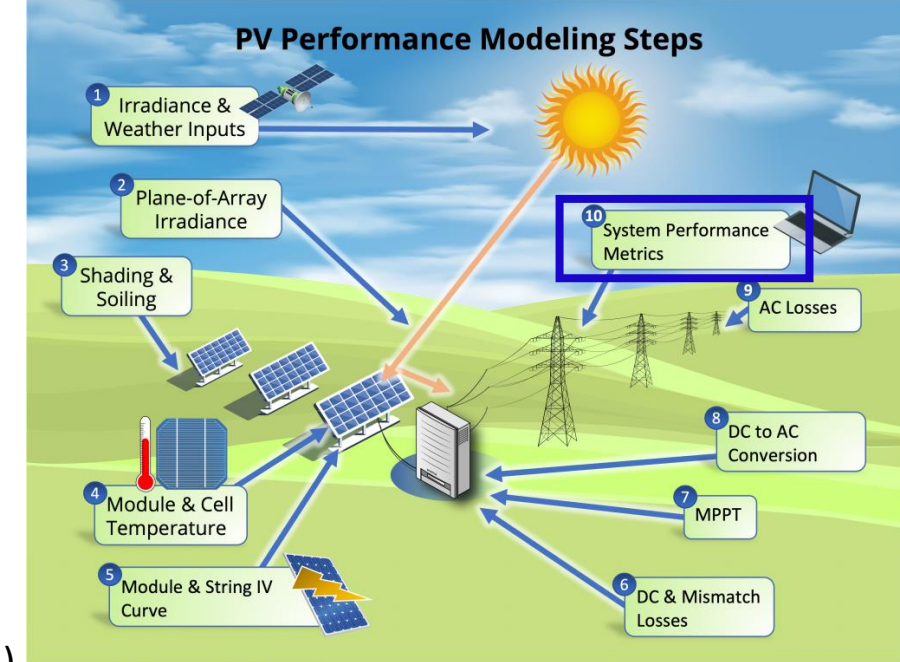 PV Performance Modeling Steps
1
Irradiance &
Weather Inputs
2
Plane-of-Array
Irradiance
3
Shading &
Soiling
4
Module & Cell
Temperature
5
Module & String IV
Curve
6
DC & Mismatch
Losses
7
MPPT
8
DC to AC
Conversion
9
AC Losses
10
System Performance
Metrics
)